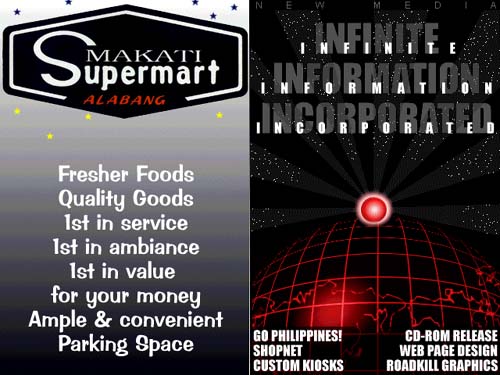 MAKATI
Supermart
ALABANG
Fresher Foods
Quality Goods
1st in service
1st in ambiance
1st in value
for your money
Ample & convenient
Parking Space
NEW MEDIA
INFINITE
INFINITE
INFORMATION
INFORMATION
INCORPORATED
INCORPORATED
GO PHILIPPINES!
SHOPNET
CUSTOM KIOSKS
CD-ROM RELEASE
WEB PAGE DESIGN
ROADKILL GRAPHICS